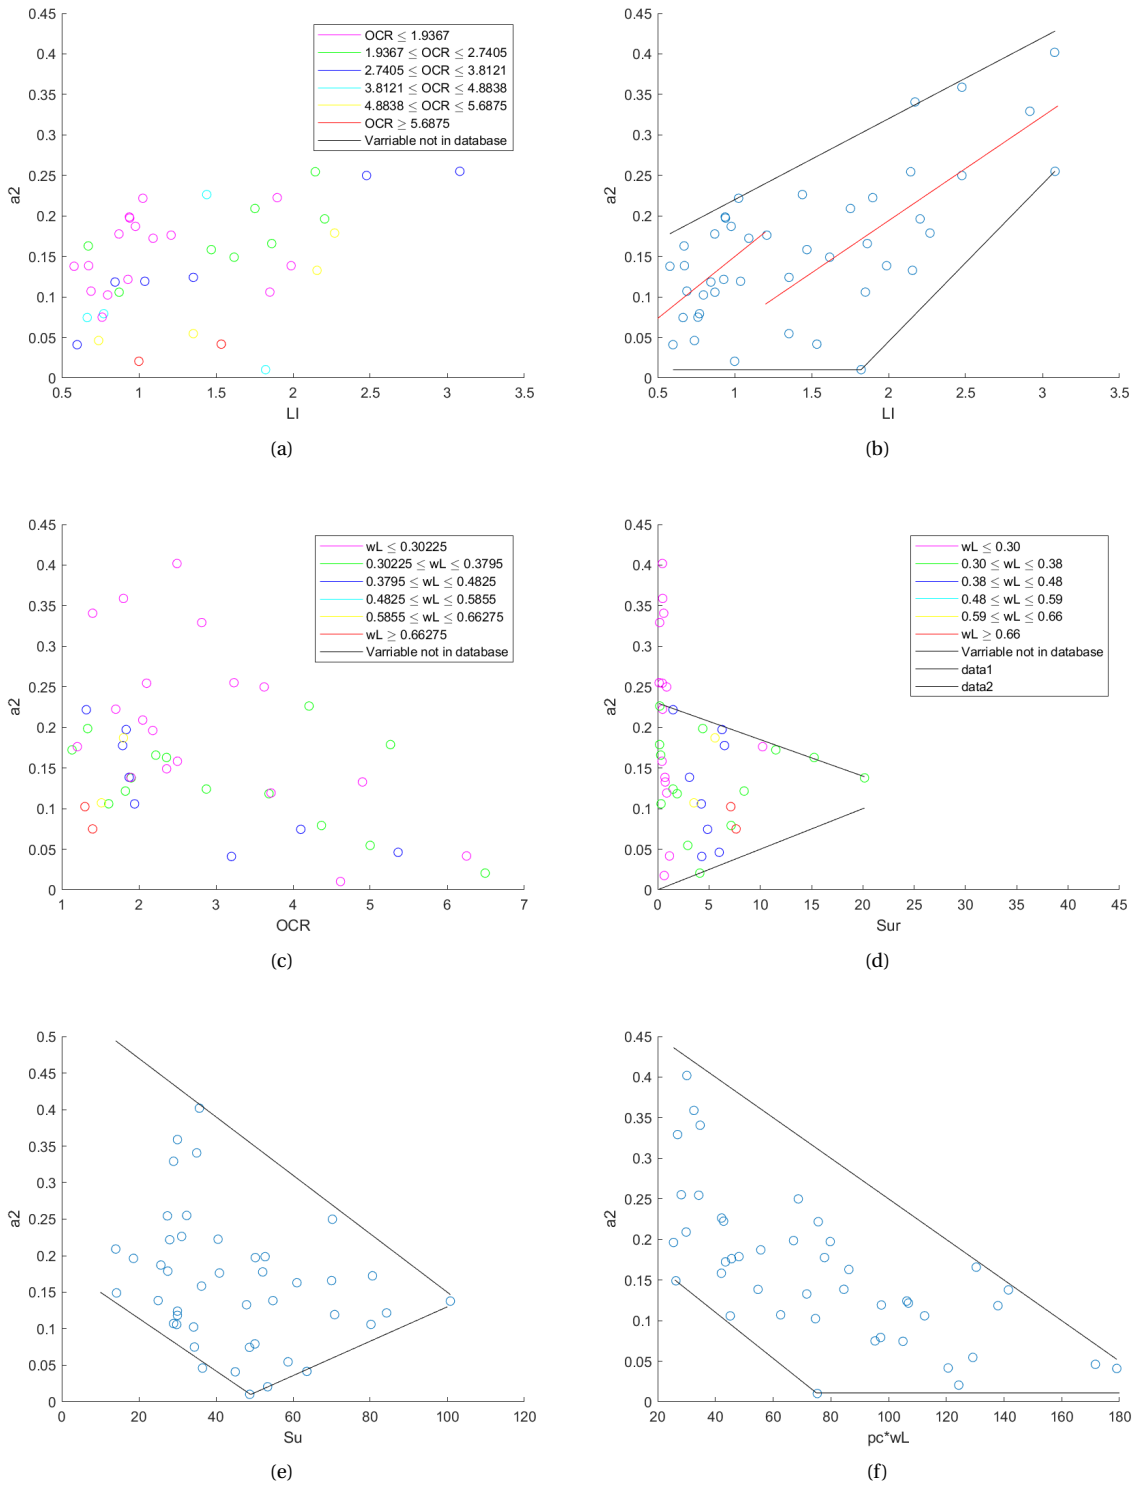 0.45
0.4
0.35
0.3
0.25
0.2
0.15
0.1
0.05
0
a2
0.5 1 1.5 2 2.5 3 3.5
LI
OCR ≤ 1.9367
1.9367 ≤ OCR ≤ 2.7405
2.7405 ≤ OCR ≤ 3.8121
3.8121 ≤ OCR ≤ 4.8838
4.8838 ≤ OCR ≤ 5.6875
OCR ≥ 5.6875
Varriable not in database
(a)
0.45
0.4
0.35
0.3
0.25
0.2
0.15
0.1
0.05
0
a2
0.5 1 1.5 2 2.5 3 3.5
LI
(b)
0.45
0.4
0.35
0.3
0.25
0.2
0.15
0.1
0.05
0
a2
1 2 3 4 5 6 7
OCR
wL ≤ 0.30225
0.30225 ≤ wL ≤ 0.3795
0.3795 ≤ wL ≤ 0.4825
0.4825 ≤ wL ≤ 0.5855
0.5855 ≤ wL ≤ 0.66275
wL ≥ 0.66275
Varriable not in database
(c)
0.45
0.4
0.35
0.3
0.25
0.2
0.15
0.1
0.05
0
a2
0 5 10 15 20 25 30 35 40 45
Sur
wL ≤ 0.30
0.30 ≤ wL ≤ 0.38
0.38 ≤ wL ≤ 0.48
0.48 ≤ wL ≤ 0.59
0.59 ≤ wL ≤ 0.66
wL ≥ 0.66
Varriable not in database
data1
data2
(d)
0.5
0.45
0.4
0.35
0.3
0.25
0.2
0.15
0.1
0.05
0
a2
0 20 40 60 80 100 120
Su
(e)
0.45
0.4
0.35
0.3
0.25
0.2
0.15
0.1
0.05
0
a2
20 40 60 80 100 120 140 160 180
pc*wL
(f)